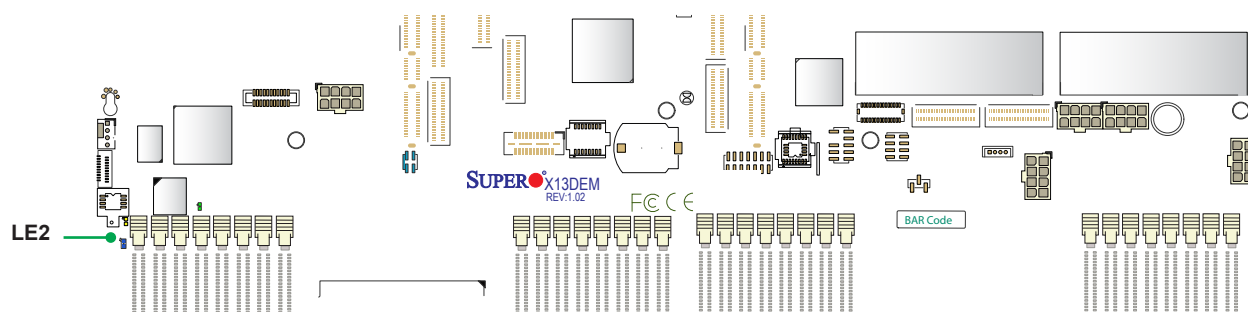 SUPER X13DEM
REV:1.02
FC CE
BAR Code
LE2